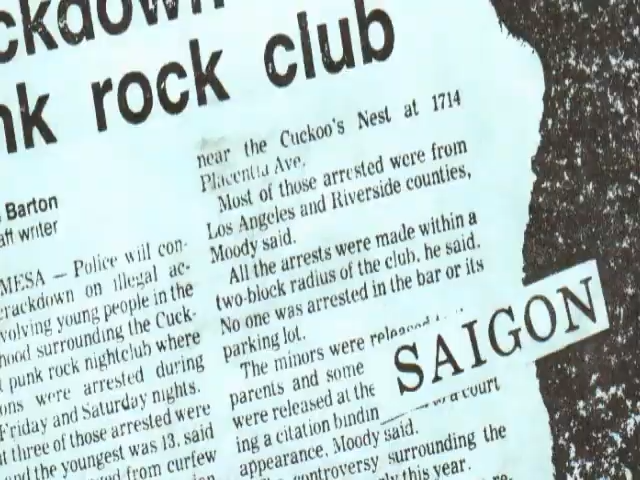 ckdown
nk rock club
Barton
aff writer
MESA — Police will con-
crackdown on illegal ac-
volving young people in the
hood surrounding the Cuck-
punk rock nightclub where
ons were arrested during
Friday and Saturday nights.
t three of those arrested were
and the youngest was 13, said
from curfew
near the Cuckoo's Nest at 1714
Placentia Ave.
Most of those arrested were from
Los Angeles and Riverside counties,
Moody said.
All the arrests were made within a
two-block radius of the club, he said.
No one was arrested in the bar or its
parking lot.
The minors were released
parents and some
were released at the
ing a citation bindin
a court
appearance, Moody said.
controversy surrounding the
ly this year.
SAIGON